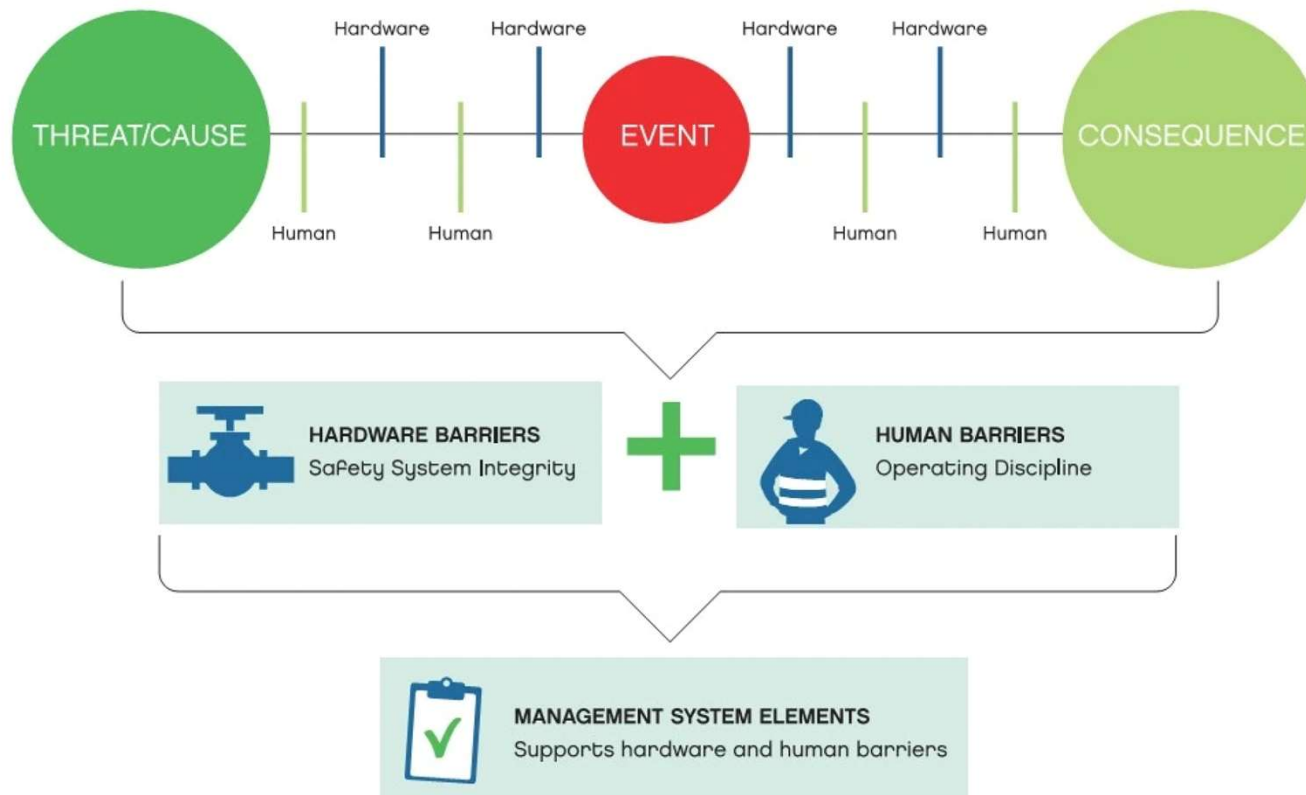 Hardware
Hardware
Hardware
Hardware
THREAT/CAUSE
EVENT
CONSEQUENCE
Human
Human
Human
Human
HARDWARE BARRIERS
Safety System Integrity
HUMAN BARRIERS
Operating Discipline
MANAGEMENT SYSTEM ELEMENTS
Supports hardware and human barriers